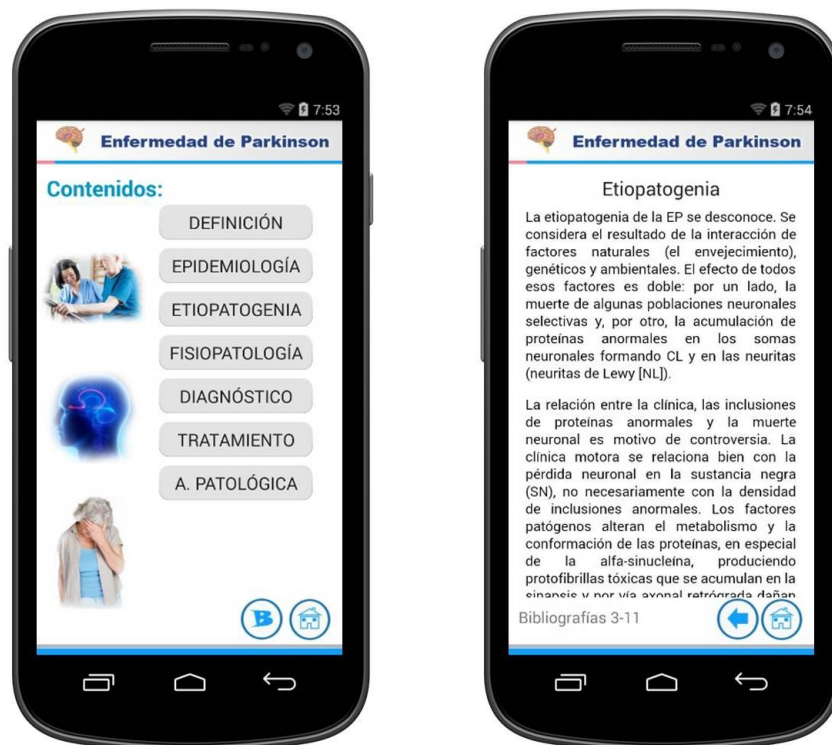 7:53
Enfermedad de Parkinson
Contenidos:
DEFINICIÓN
EPIDEMIOLOGÍA
ETIOPATOGENIA
FISIOPATOLOGÍA
DIAGNÓSTICO
TRATAMIENTO
A. PATOLÓGICA
B
7:54
Enfermedad de Parkinson
Etiopatogenia
La etiopatogenia de la EP se desconoce. Se
considera el resultado de la interacción de
factores naturales (el envejecimiento),
genéticos y ambientales. El efecto de todos
esos factores es doble: por un lado, la
muerte de algunas poblaciones neuronales
selectivas y, por otro, la acumulación de
proteínas anormales en los somas
neuronales formando CL y en las neuritas
(neuritas de Lewy [NL]).
La relación entre la clínica, las inclusiones
de proteínas anormales y la muerte
neuronal es motivo de controversia. La
clínica motora se relaciona bien con la
pérdida neuronal en la sustancia negra
(SN), no necesariamente con la densidad
de inclusiones anormales. Los factores
patógenos alteran el metabolismo y la
conformación de las proteínas, en especial
de la alfa-sinucleína, produciendo
protofibrillas tóxicas que se acumulan en la
sinapsis y por vía axonal retrógrada dañan
Bibliografías 3-11